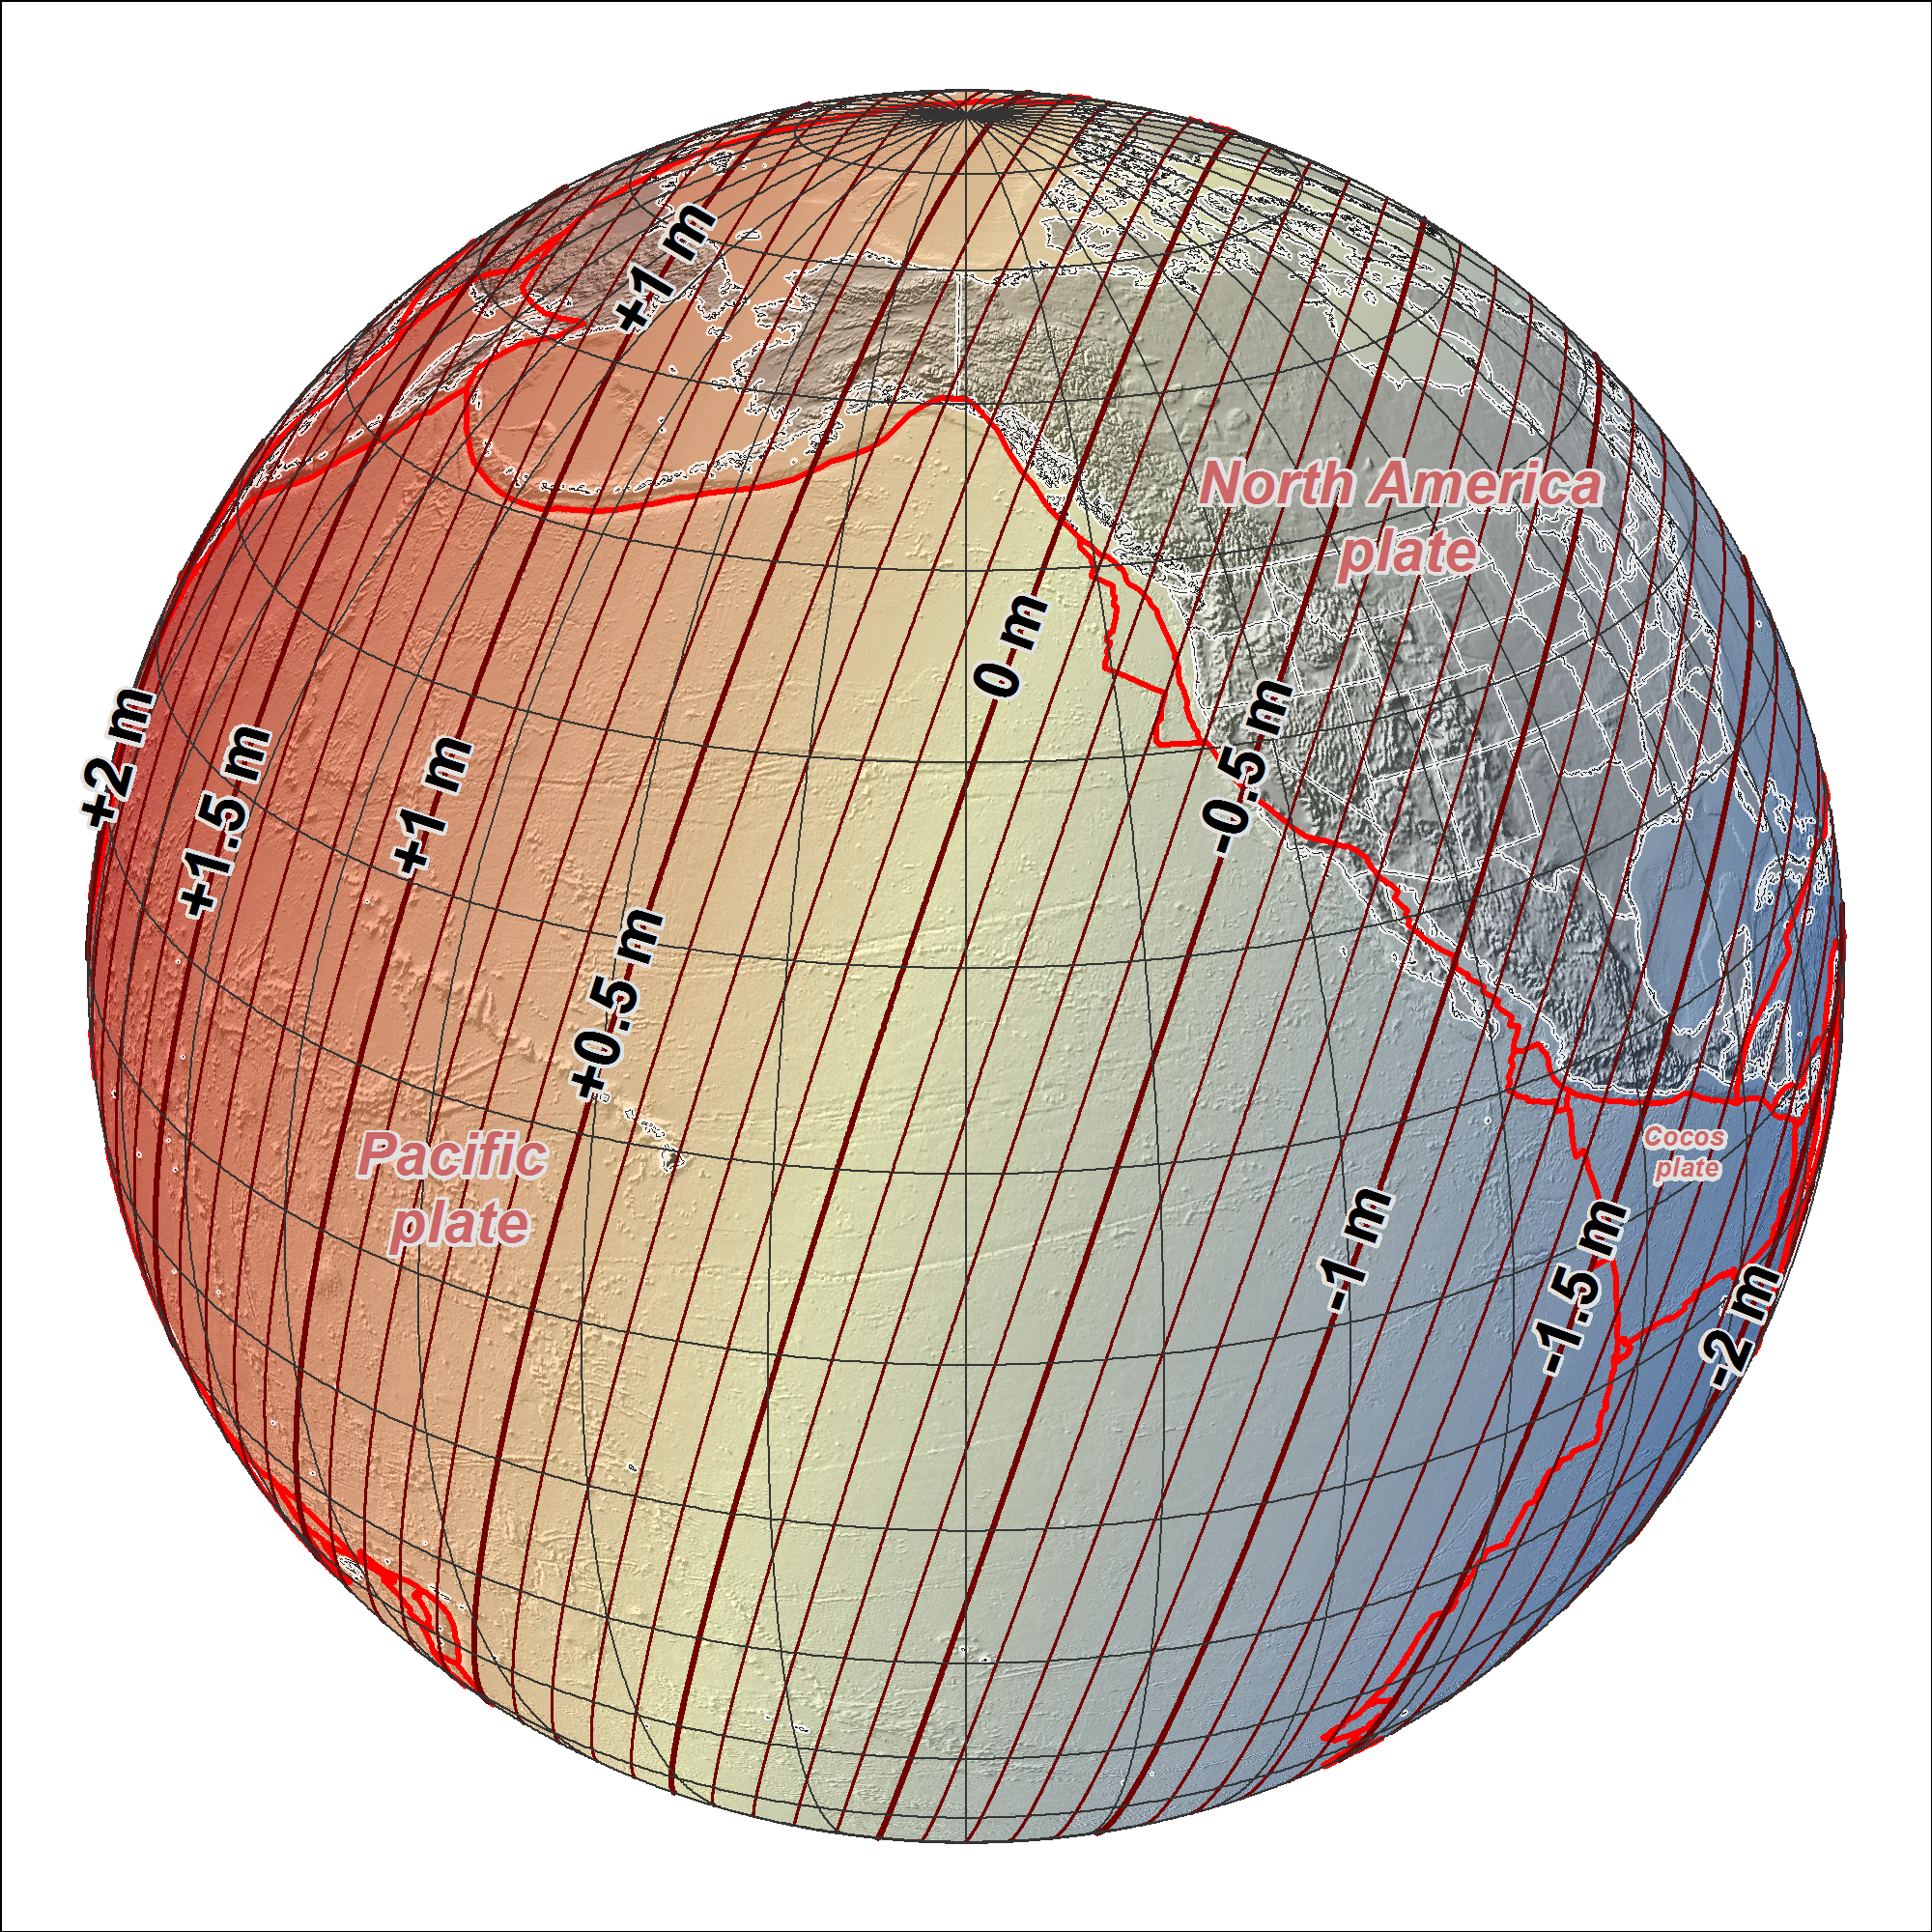 +1 m
North America
plate
0 m
+2 m
+1.5 m
+1 m
-0.5 m
+0.5 m
Pacific
plate
Cocos
plate
-1 m
-1.5 m
-2 m